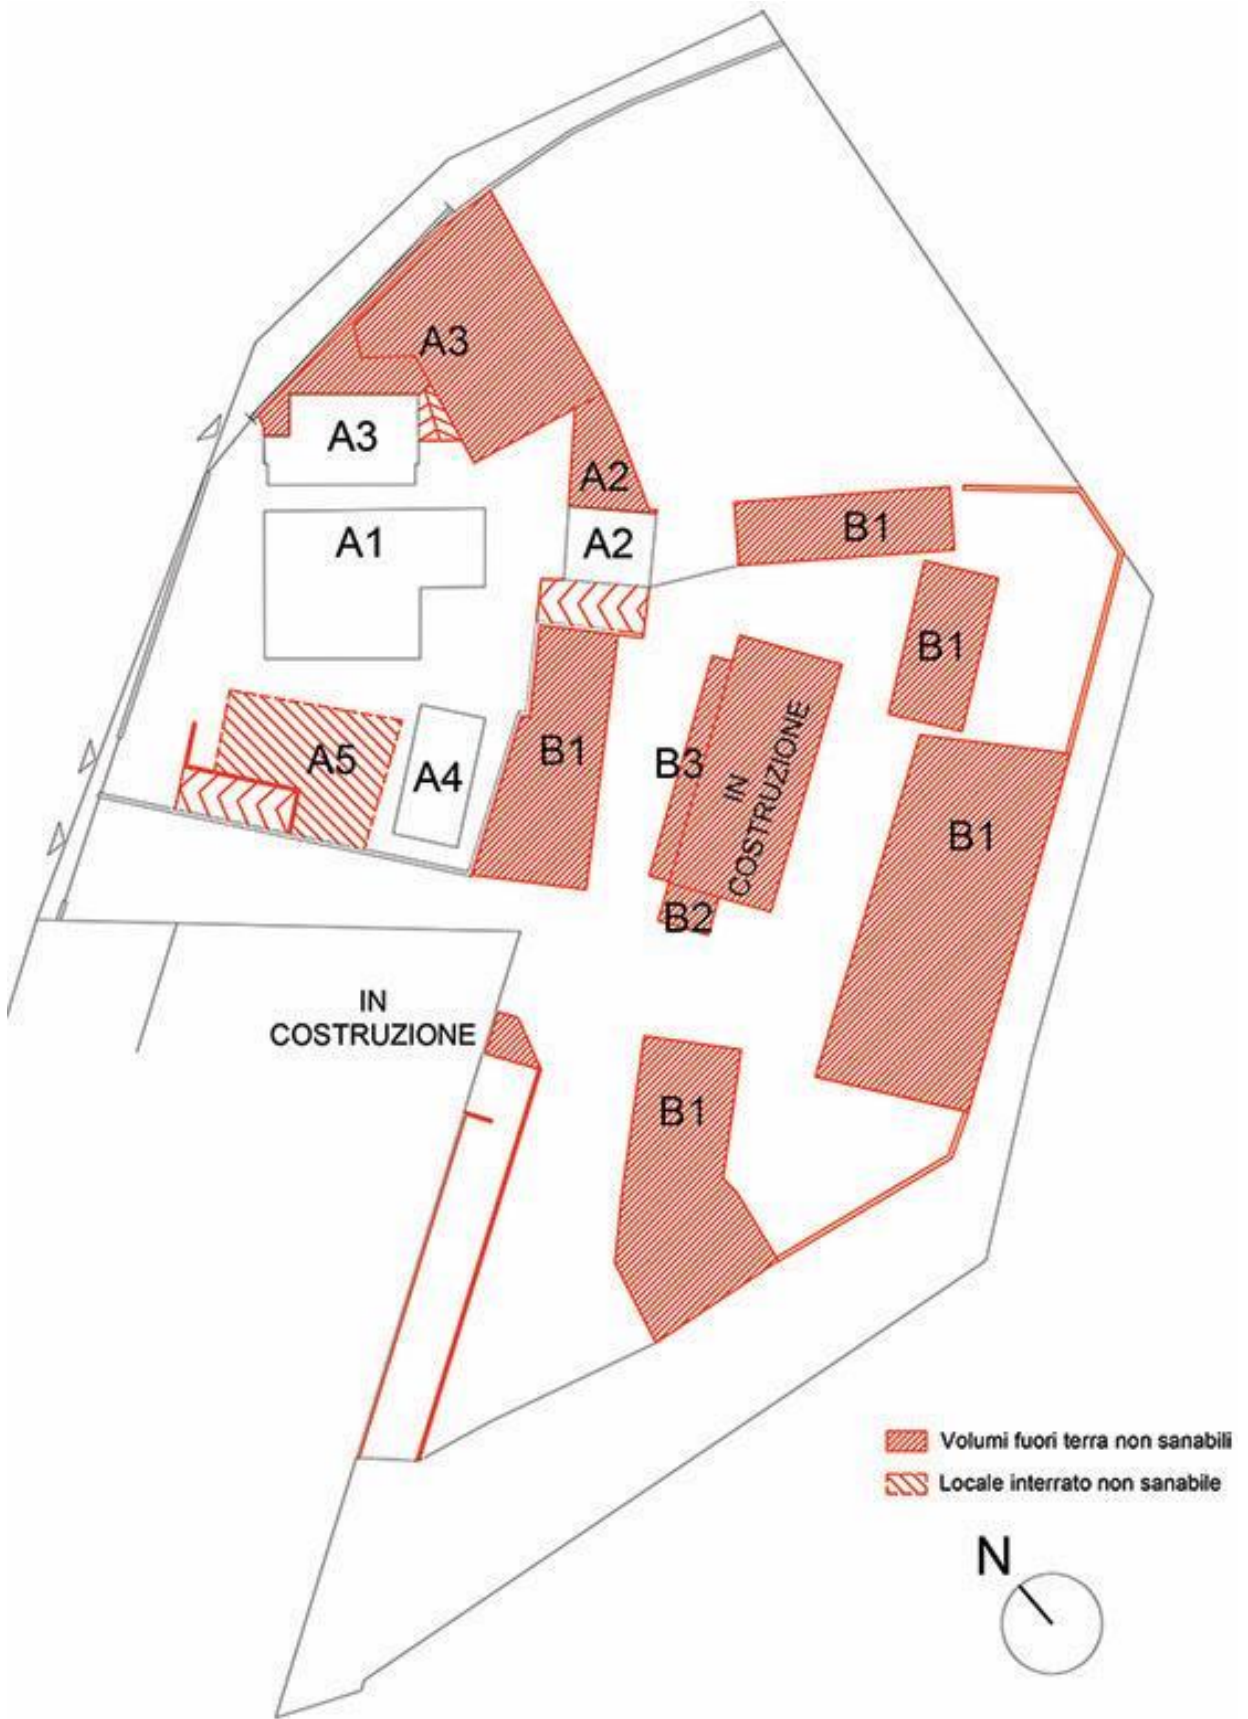 A3
A3
A2
A1
A2
B1
B1
A5
A4
B1
B3
IN
COSTRUZIONE
B1
B2
IN
COSTRUZIONE
B1
Volumi fuori terra non sanabili
Locale interrato non sanabile
N